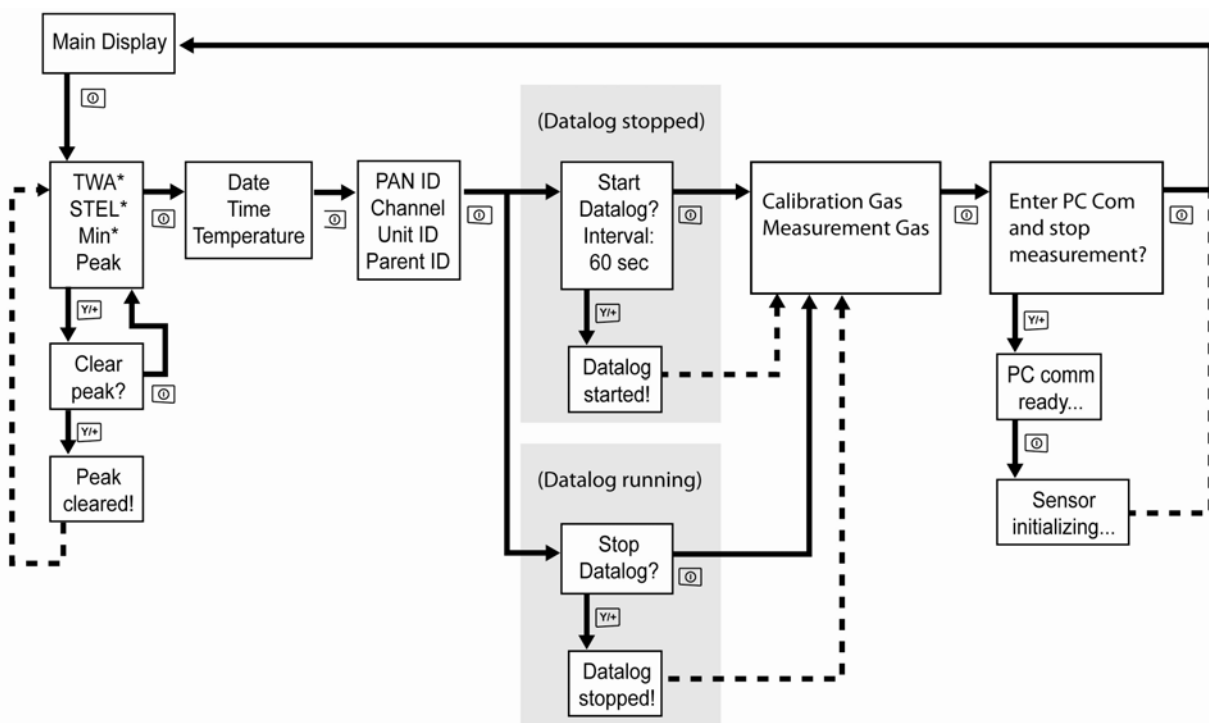 Main Display
TWA*
STEL*
Min*
Peak
Y/+
Clear
peak?
Y/+
Peak
cleared!
Date
Time
Temperature
PAN ID
Channel
Unit ID
Parent ID
(Datalog stopped)
Start
Datalog?
Interval:
60 sec
Y/+
Datalog
started!
(Datalog running)
Stop
Datalog?
Y/+
Datalog
stopped!
Calibration Gas
Measurement Gas
Enter PC Com
and stop
measurement?
Y/+
PC comm
ready...
Sensor
initializing...